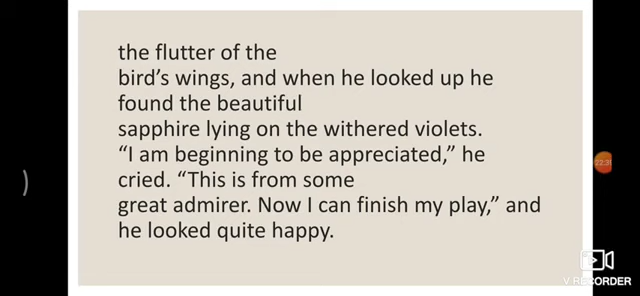 the flutter of the
bird's wings, and when he looked up he
found the beautiful
sapphire lying on the withered violets.
“I am beginning to be appreciated,” he
cried. “This is from some
great admirer. Now I can finish my play,” and
he looked quite happy.
22:31
V RECORDER